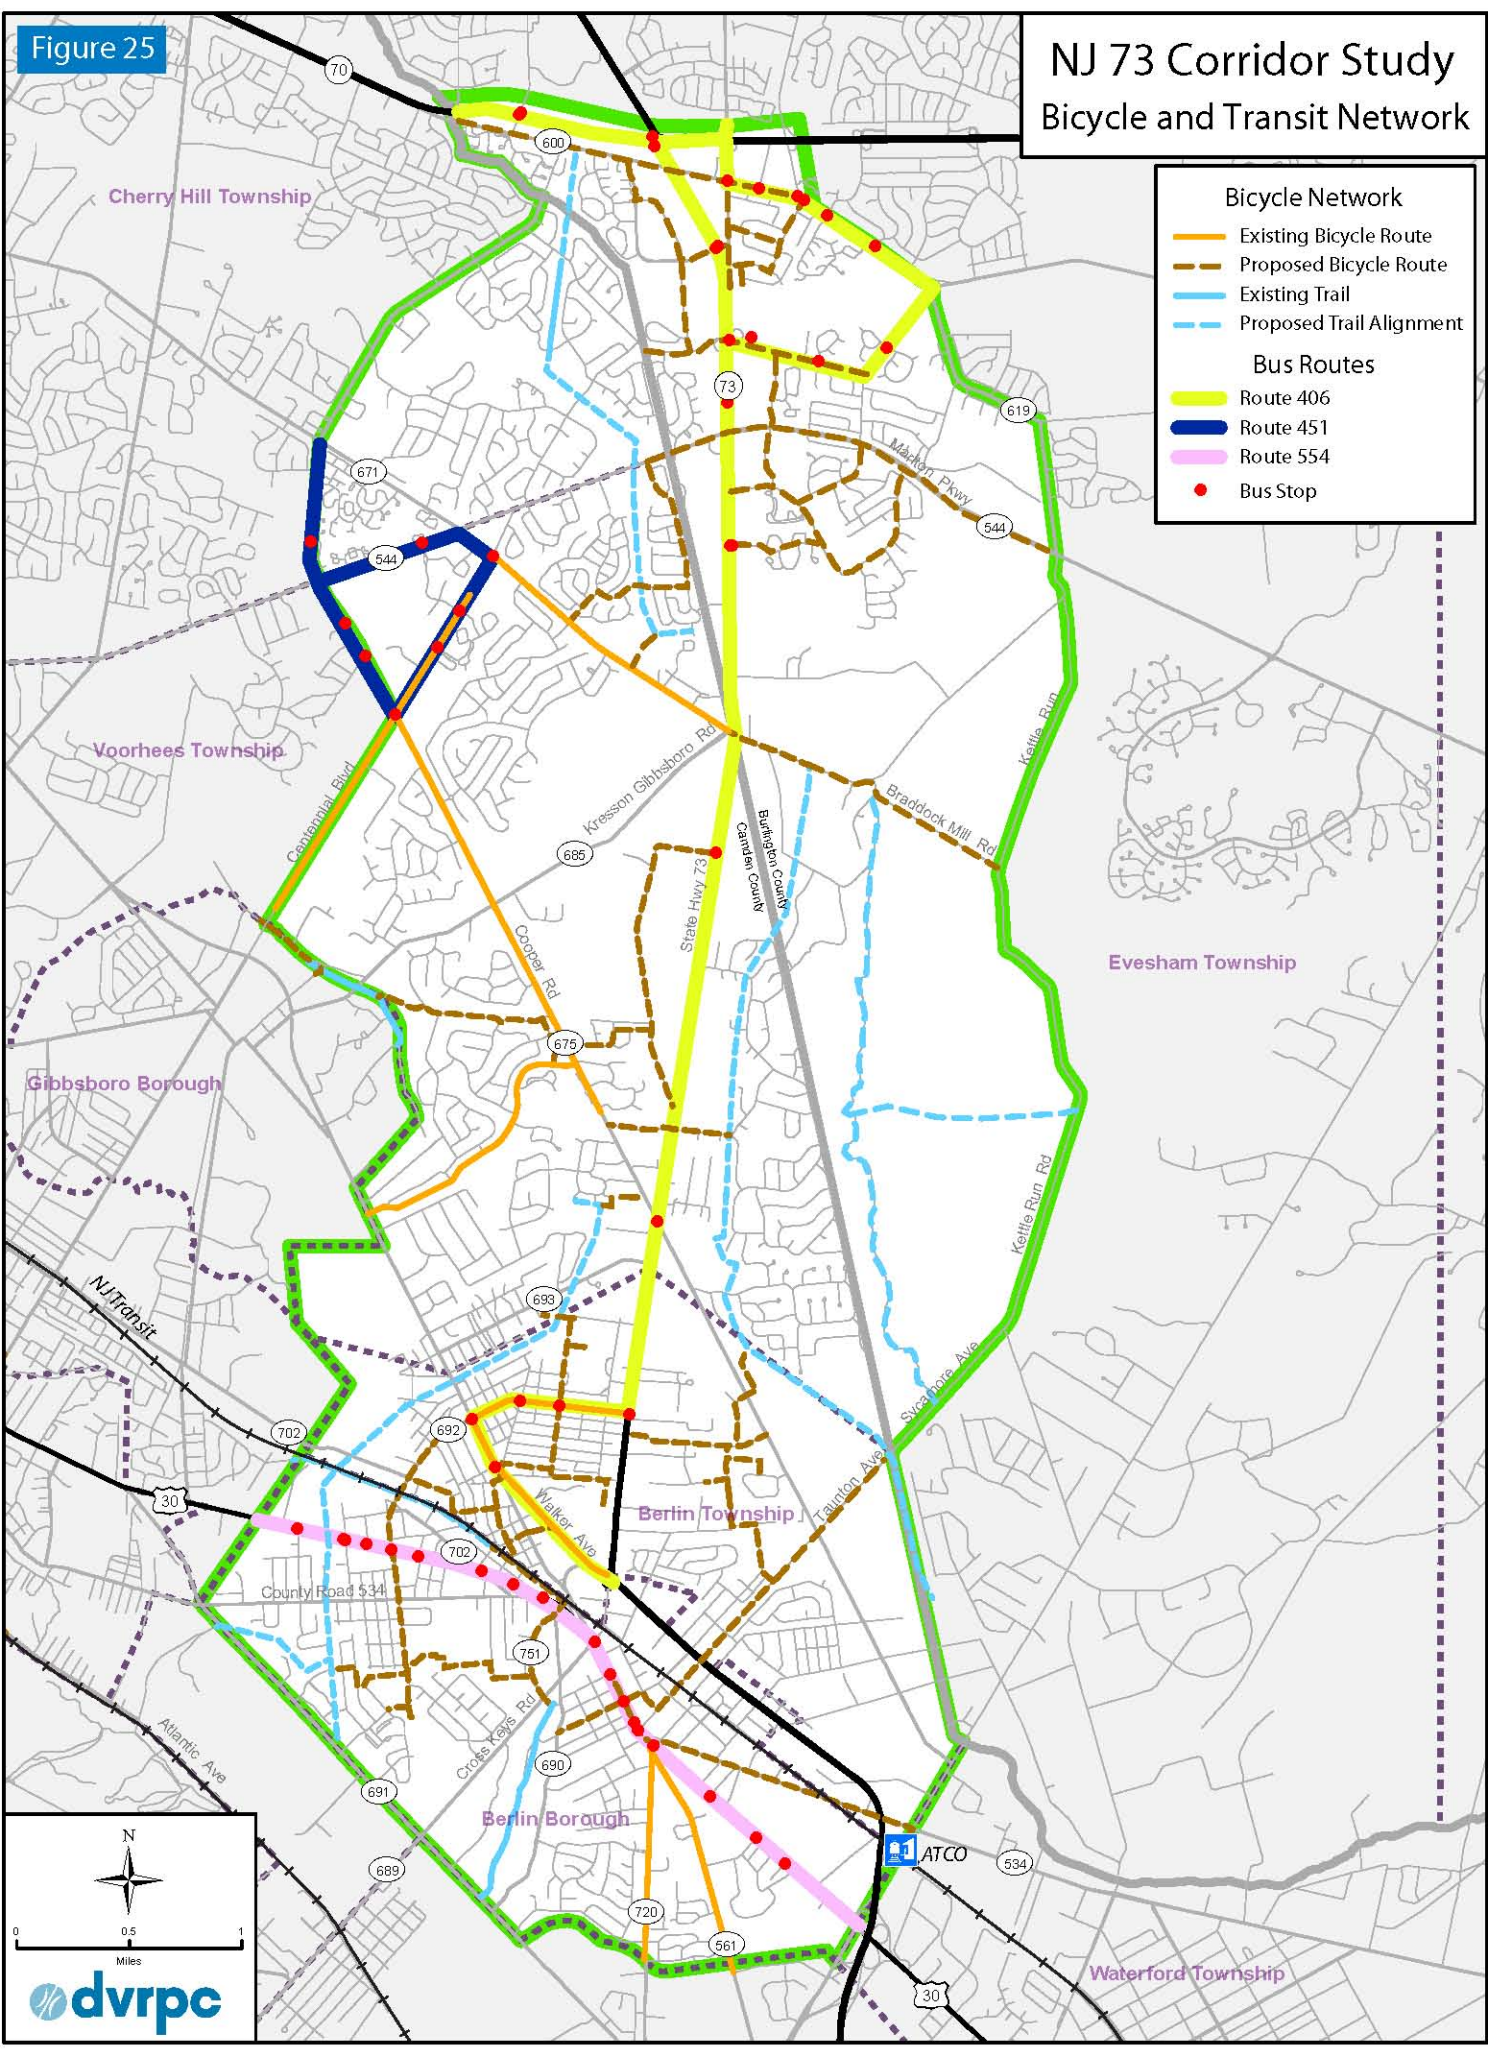 Figure 25
NJ 73 Corridor Study
Bicycle and Transit Network
Bicycle Network
Existing Bicycle Route
Proposed Bicycle Route
Existing Trail
Proposed Trail Alignment
Bus Routes
Route 406
Route 451
Route 554
Bus Stop
70
600
Cherry Hill Township
73
619
671
Marlton Pkwy
544
544
Kettle Run
Voorhees Township
Centennial Blvd
Kresson Gibbsboro Rd
Braddock Mill Rd
685
Burlington County
Camden County
State Hwy 73
Cooper Rd
Evesham Township
675
Gibbsboro Borough
Kettle Run Rd
NJ Transit
693
Sycamore Ave
692
702
30
Walker Ave
Berlin Township
Taunton Ave
702
County Road 534
751
Cross Keys Rd
Atlantic Ave
690
691
Berlin Borough
ATCO
534
689
720
561
Waterford Township
30
N
0 0.5 1
Miles
dvrpc